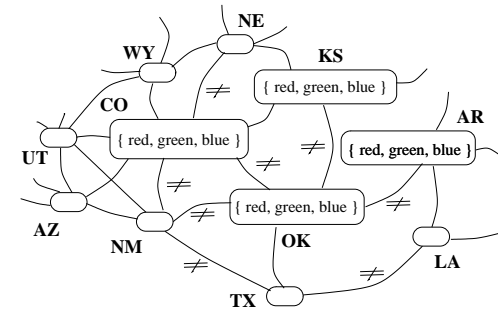 NE
WY
KS
{ red, green, blue }
CO
AR
{ red, green, blue }
{ red, green, blue }
UT
≠
≠
≠
≠
≠
≠
{ red, green, blue }
AZ
NM
OK
LA
≠
≠
TX